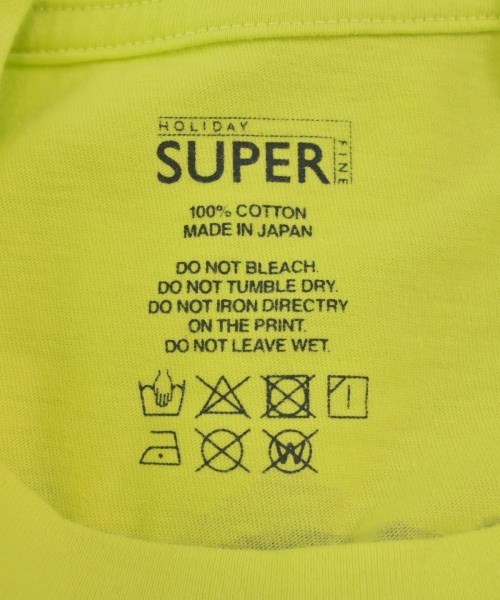 HOLIDAY
SUPER
FINE
100% COTTON
MADE IN JAPAN
DO NOT BLEACH.
DO NOT TUMBLE DRY.
DO NOT IRON DIRECTRY
ON THE PRINT.
DO NOT LEAVE WET.
W